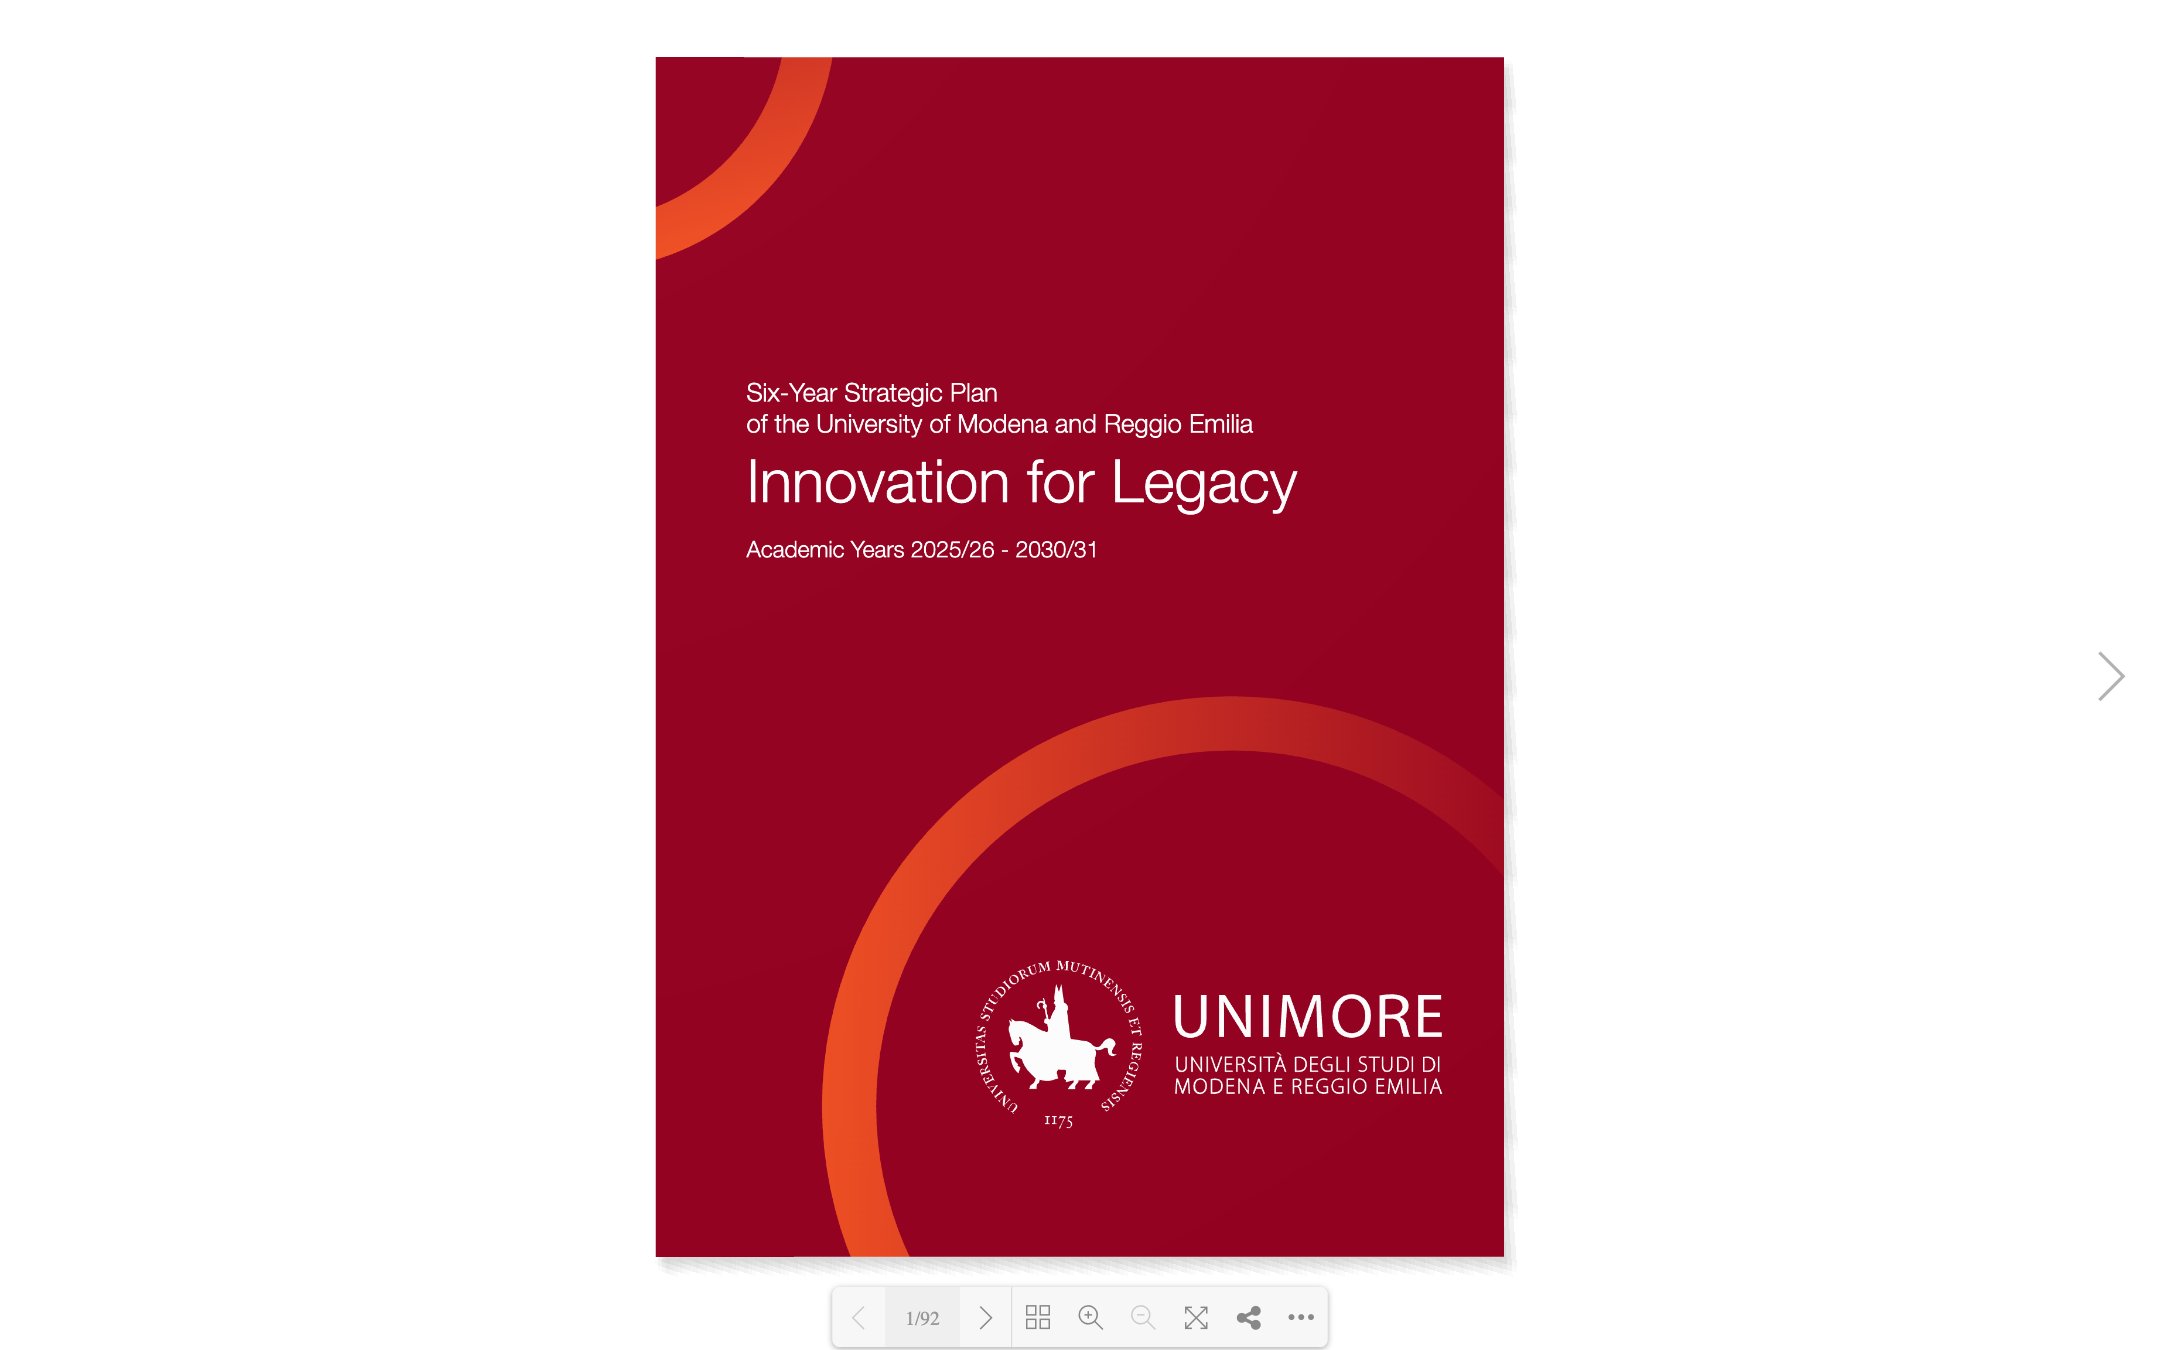 Six-Year Strategic Plan
of the University of Modena and Reggio Emilia
Innovation for Legacy
Academic Years 2025/26 - 2030/31
UNIVERSITAS STUDIORUM MUTINENSIS ET REGIENSIS
1175
UNIMORE
UNIVERSITÀ DEGLI STUDI DI
MODENA E REGGIO EMILIA
1/92